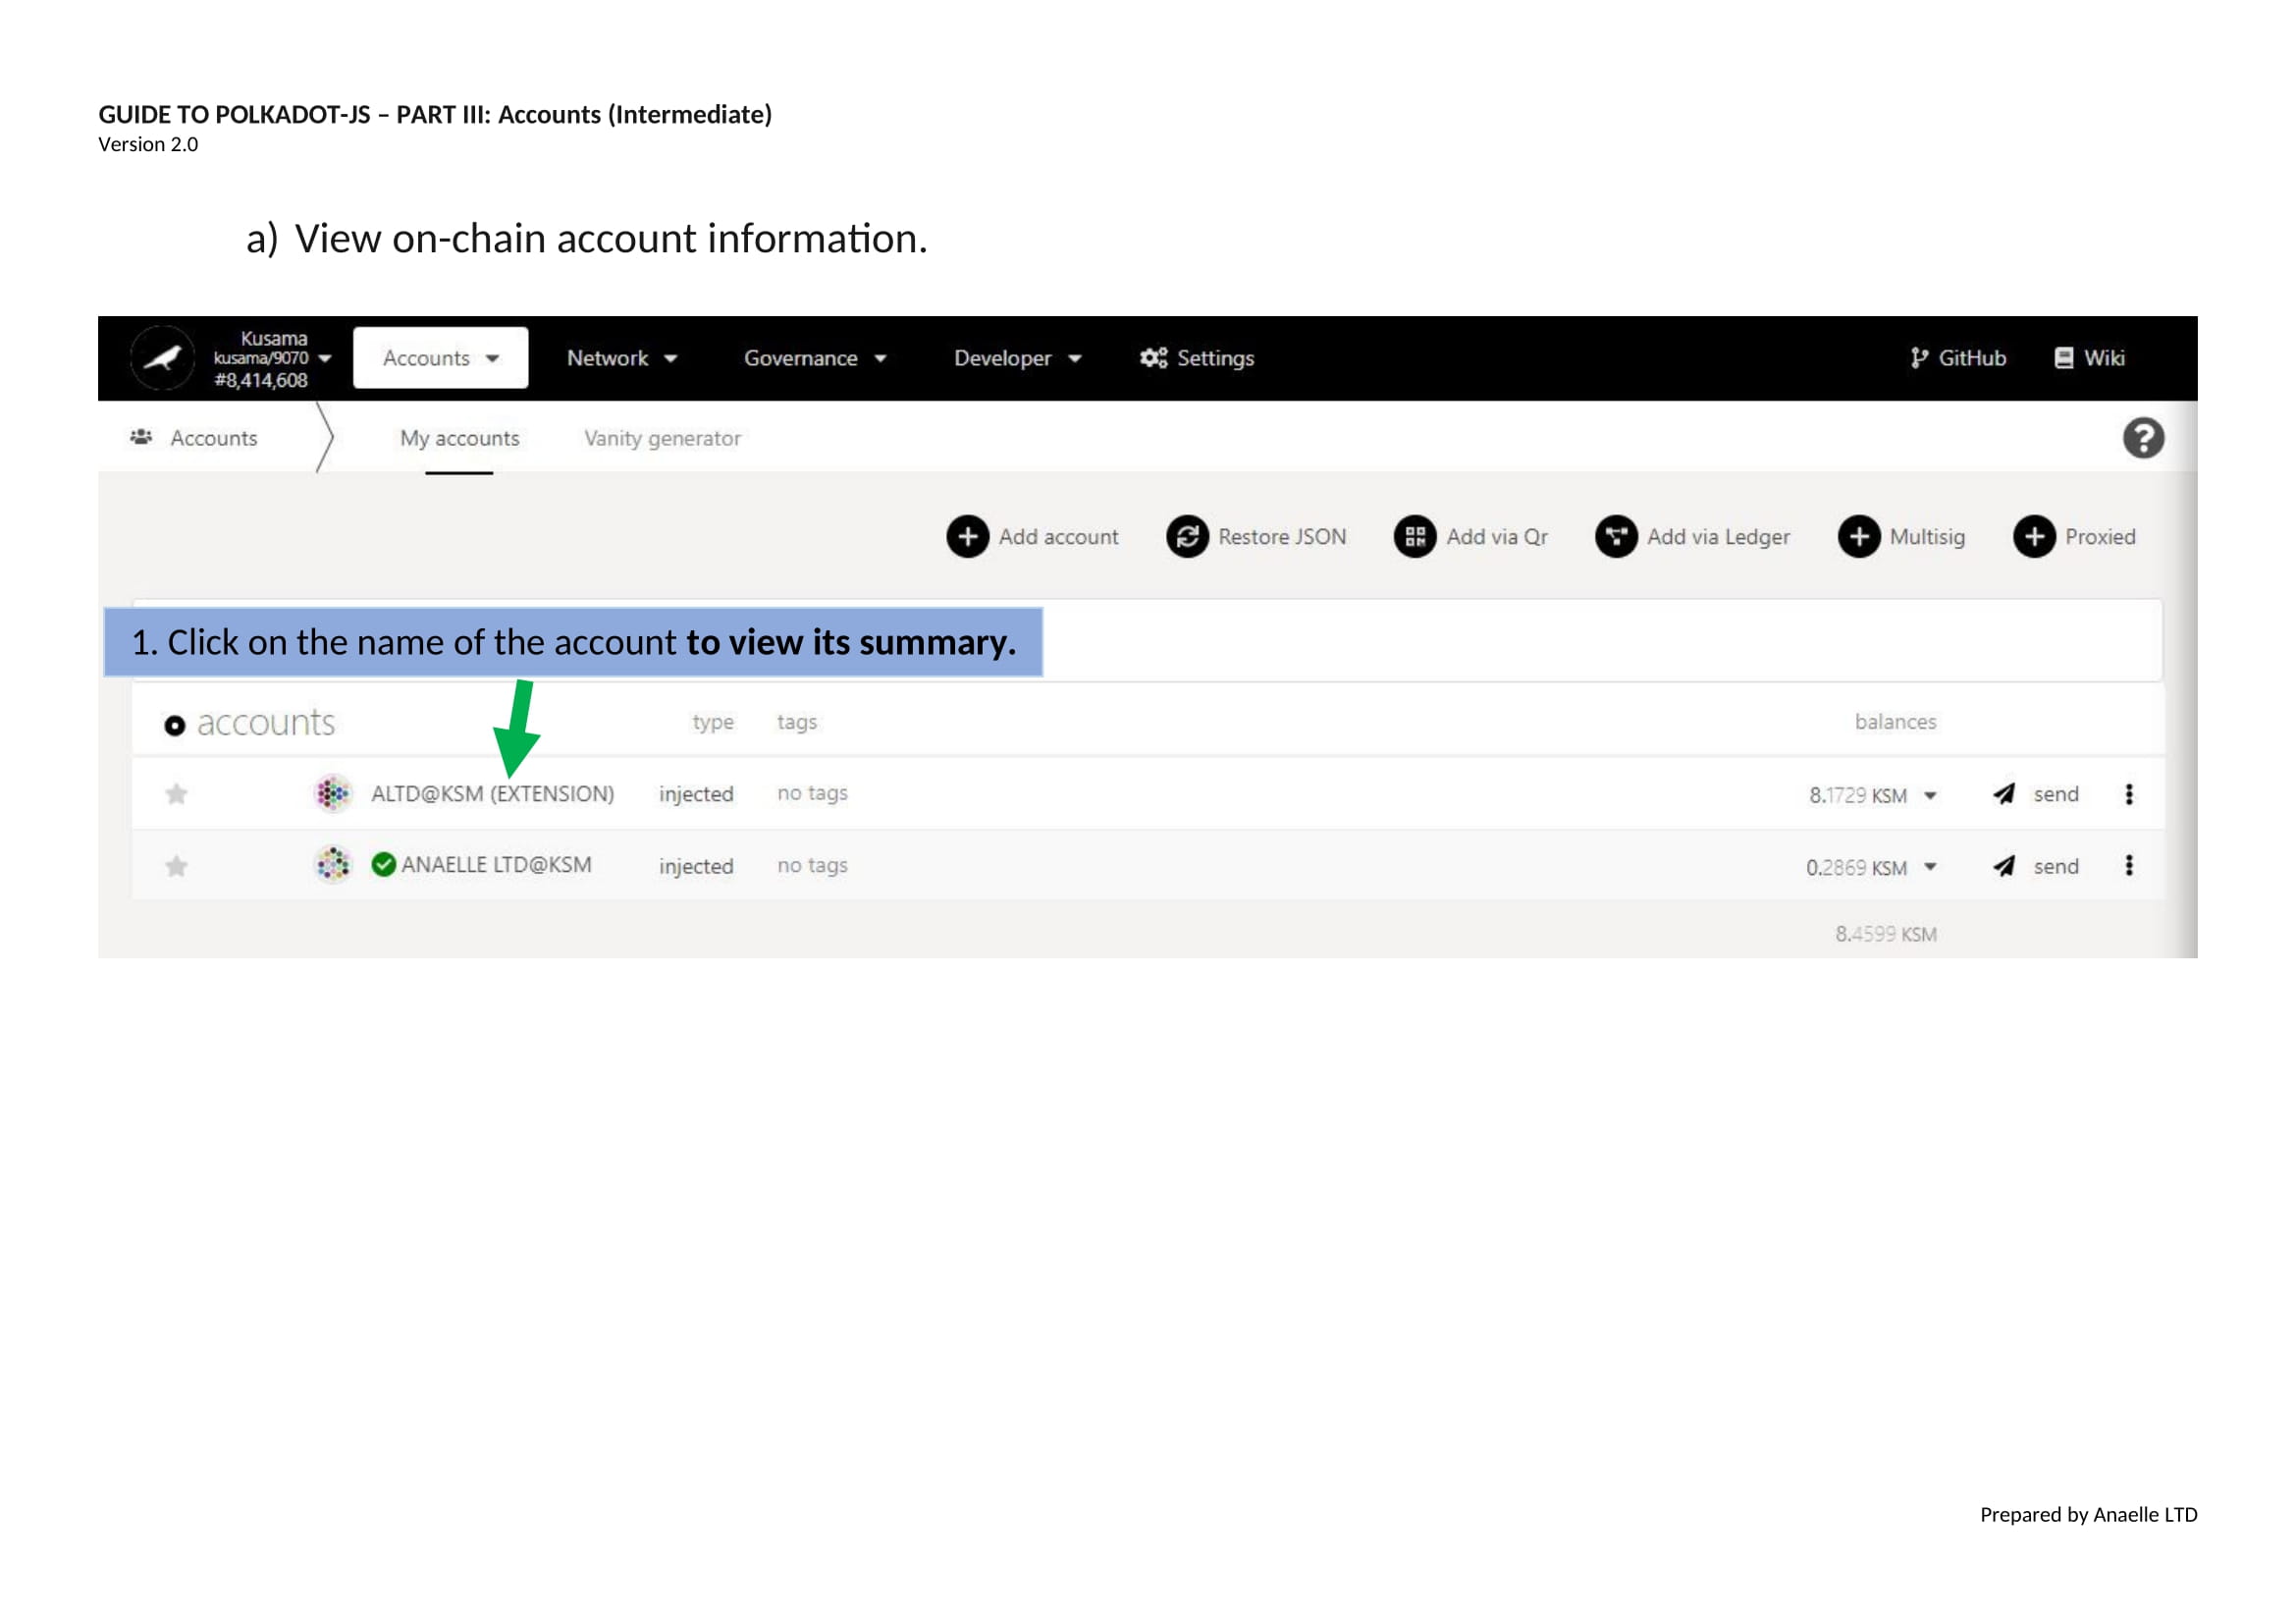 GUIDE TO POLKADOT-JS – PART III: Accounts (Intermediate)
Version 2.0
a) View on-chain account information.
Kusama
kusama/9070
#8,414,608
Accounts Network Governance Developer Settings GitHub Wiki
Accounts My accounts Vanity generator
Add account Restore JSON Add via Qr Add via Ledger Multisig Proxied
1. Click on the name of the account to view its summary.
accounts type tags balances
ALTD@KSM (EXTENSION) injected no tags 8.1729 KSM send
ANAELLE LTD@KSM injected no tags 0.2869 KSM send
8.4599 KSM
Prepared by Anaelle LTD